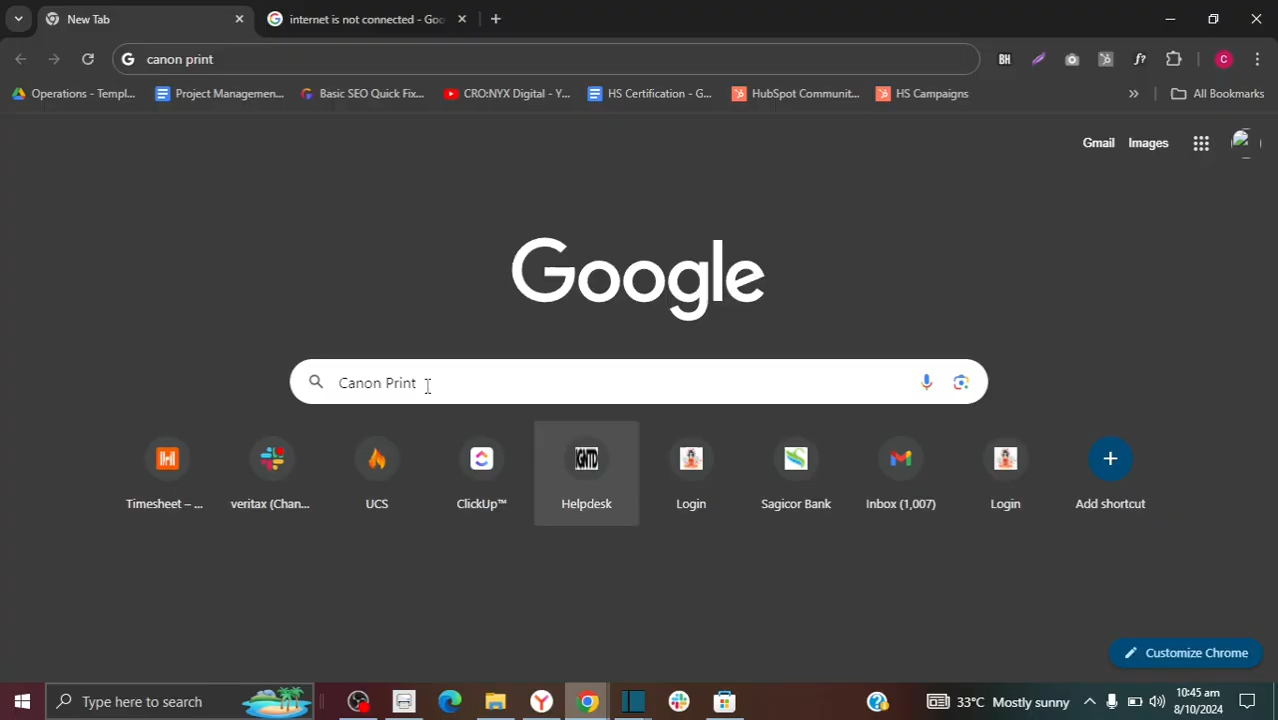 New Tab
internet is not connected - Goo
canon print
BH
f?
C
Operations - Templ...
Project Managemen...
Basic SEO Quick Fix...
CRO:NYX Digital - Y...
HS Certification - G...
HubSpot Communit...
HS Campaigns
All Bookmarks
Gmail
Images
Google
Canon Print
IGNTD
Timesheet – ...
veritax (Chan...
UCS
ClickUp™
Helpdesk
Login
Sagicor Bank
Inbox (1,007)
Login
Add shortcut
Customize Chrome
Type here to search
33°C Mostly sunny
10:45 am
8/10/2024